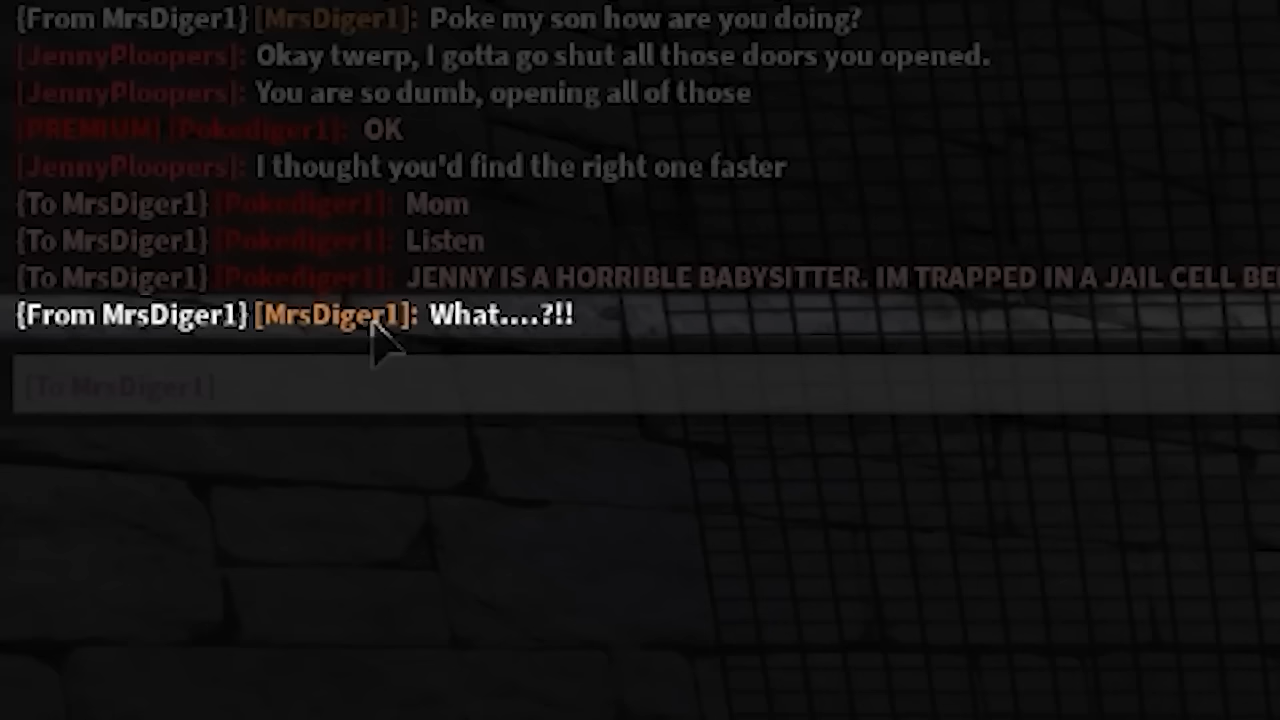 {From MrsDiger1} [MrsDiger1]: Poke my son how are you doing?
[JennyPloopers]: Okay twerp, I gotta go shut all those doors you opened.
[JennyPloopers]: You are so dumb, opening all of those
[PREMIUM] [Pokediger1]: OK
[JennyPloopers]: I thought you'd find the right one faster
{To MrsDiger1} [Pokediger1]: Mom
{To MrsDiger1} [Pokediger1]: Listen
{To MrsDiger1} [Pokediger1]: JENNY IS A HORRIBLE BABYSITTER. IM TRAPPED IN A JAIL CELL BE
{From MrsDiger1} [MrsDiger1]: What....?!!
[To MrsDiger1]